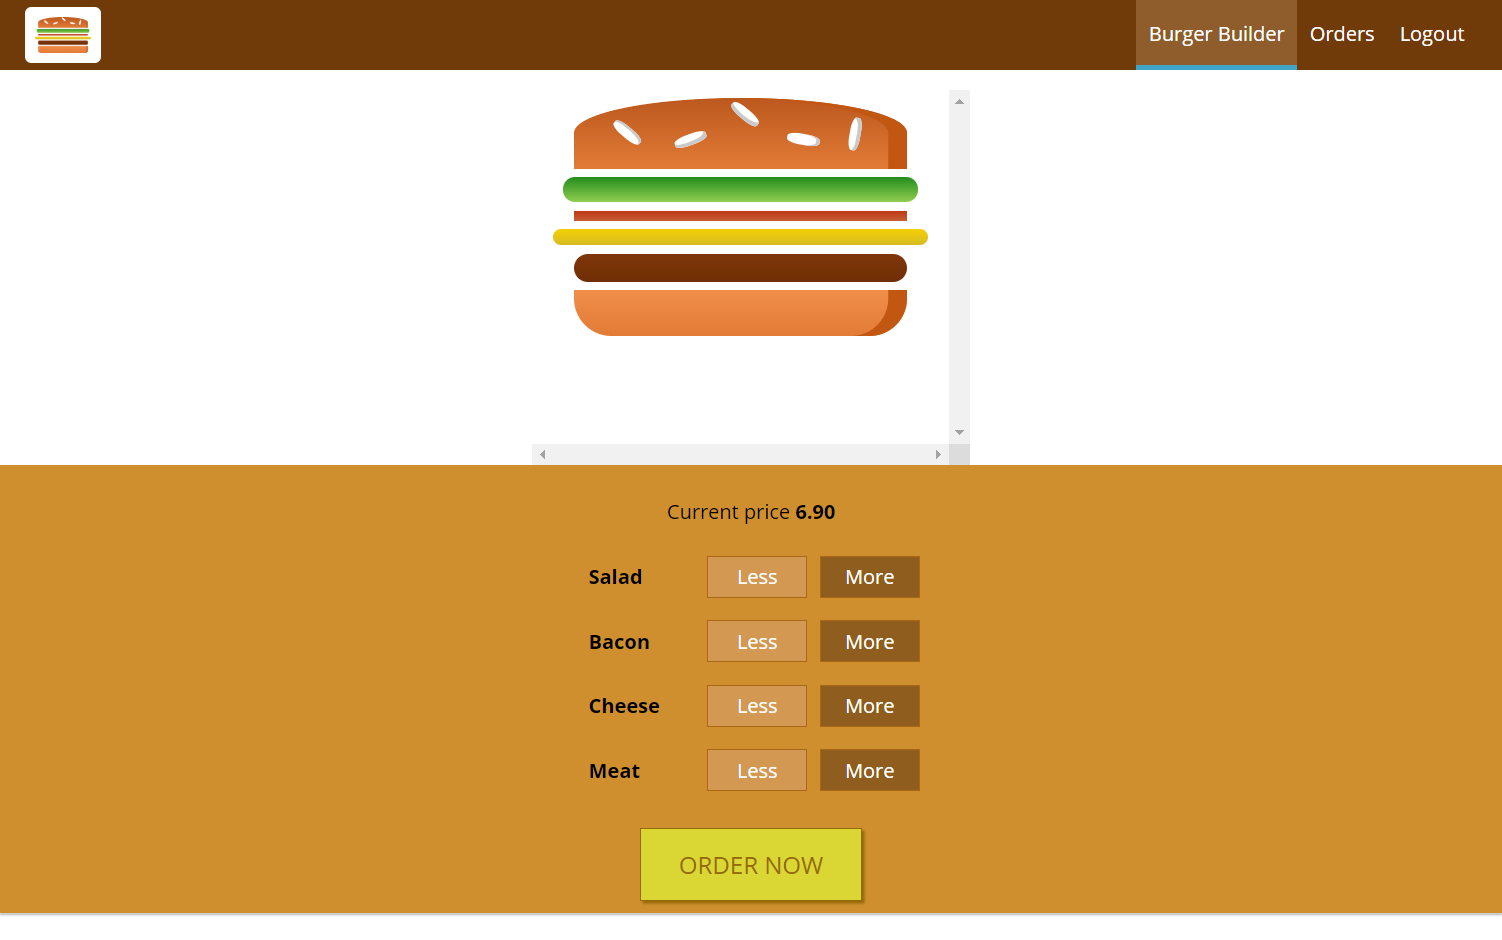 Burger Builder Orders Logout
Current price 6.90
Salad Less More
Bacon Less More
Cheese Less More
Meat Less More
ORDER NOW